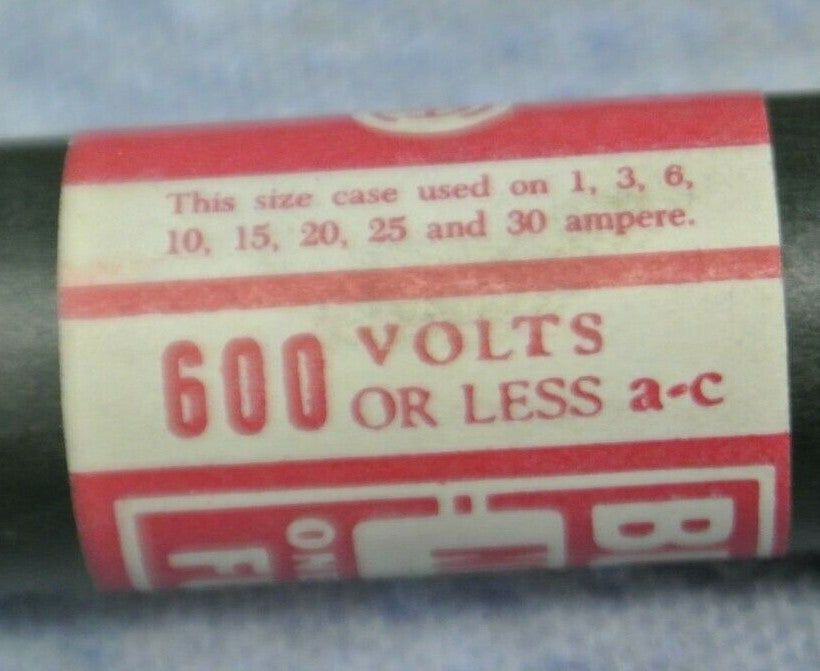 This size case used on 1, 3, 6,
10, 15, 20, 25 and 30 ampere.
600 VOLTS
OR LESS a-c